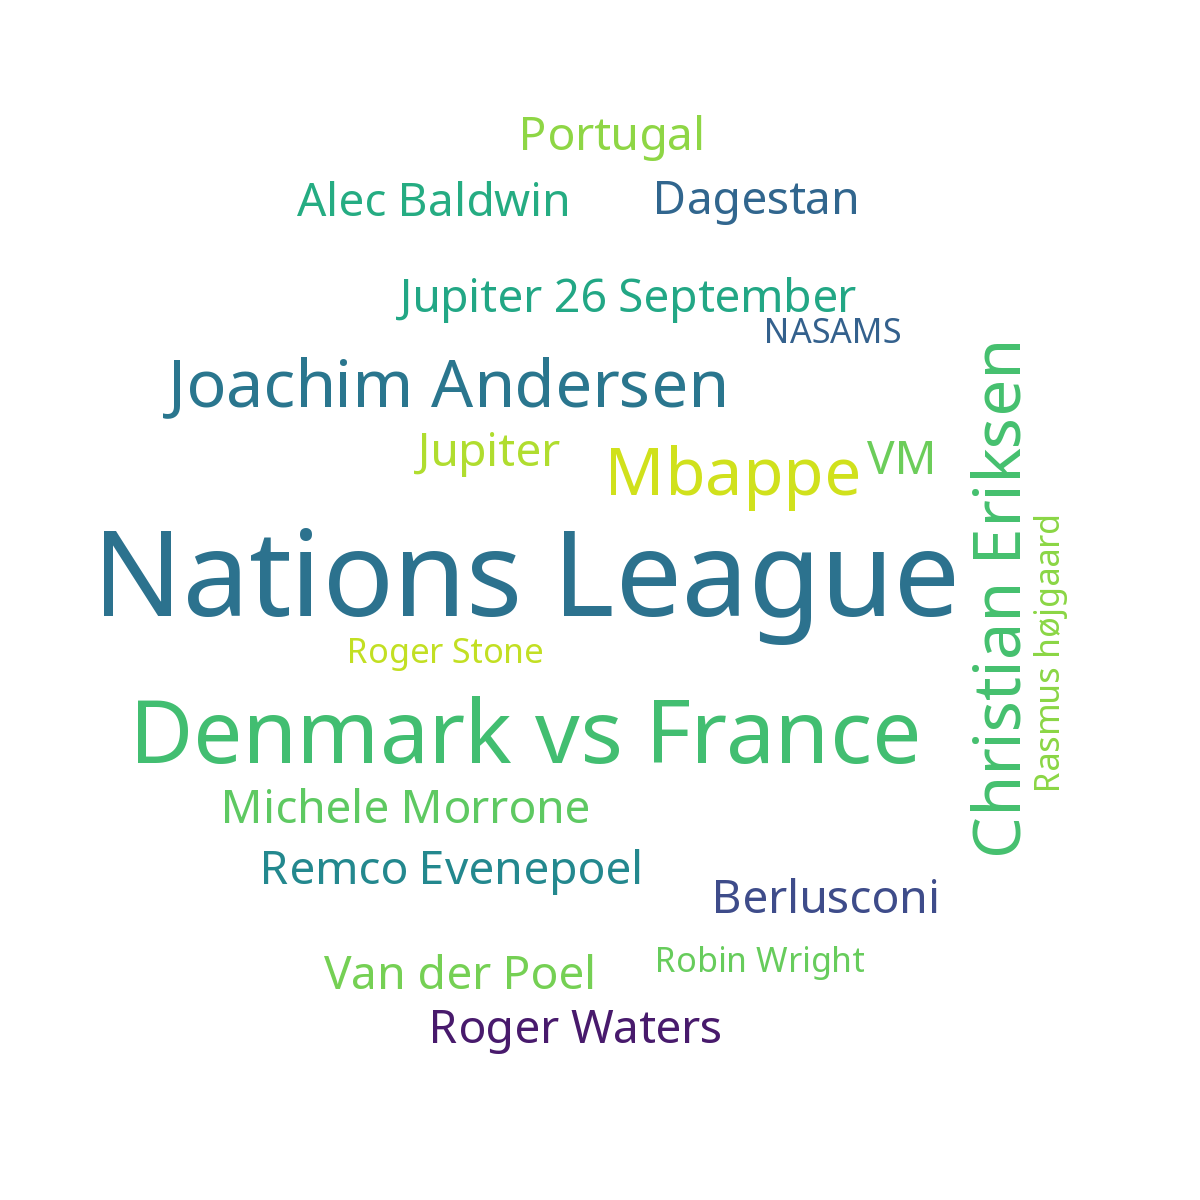 Portugal
Alec Baldwin
Dagestan
Jupiter 26 September
NASAMS
Joachim Andersen
Jupiter
Mbappe
VM
Christian Eriksen
Rasmus højgaard
Nations League
Roger Stone
Denmark vs France
Michele Morrone
Remco Evenepoel
Berlusconi
Van der Poel
Robin Wright
Roger Waters